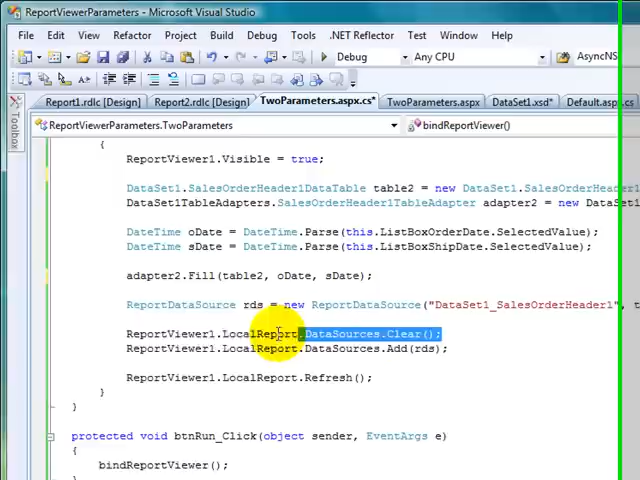 ReportViewerParameters - Microsoft Visual Studio
File Edit View Refactor Project Build Debug Tools .NET Reflector Test Window Help
Debug Any CPU AsyncNS
Report1.rdlc [Design] Report2.rdlc [Design] TwoParameters.aspx.cs* TwoParameters.aspx DataSet1.xsd* Default.aspx.cs
ReportViewerParameters.TwoParameters bindReportViewer()
Toolbox
{
ReportViewer1.Visible = true;
DataSet1.SalesOrderHeader1DataTable table2 = new DataSet1.SalesOrderHeader1
DataSet1TableAdapters.SalesOrderHeader1TableAdapter adapter2 = new DataSet1
DateTime oDate = DateTime.Parse(this.ListBoxOrderDate.SelectedValue);
DateTime sDate = DateTime.Parse(this.ListBoxShipDate.SelectedValue);
adapter2.Fill(table2, oDate, sDate);
ReportDataSource rds = new ReportDataSource("DataSet1_SalesOrderHeader1", t
ReportViewer1.LocalReport.DataSources.Clear();
ReportViewer1.LocalReport.DataSources.Add(rds);
ReportViewer1.LocalReport.Refresh();
}
}
protected void btnRun_Click(object sender, EventArgs e)
{
bindReportViewer();
}